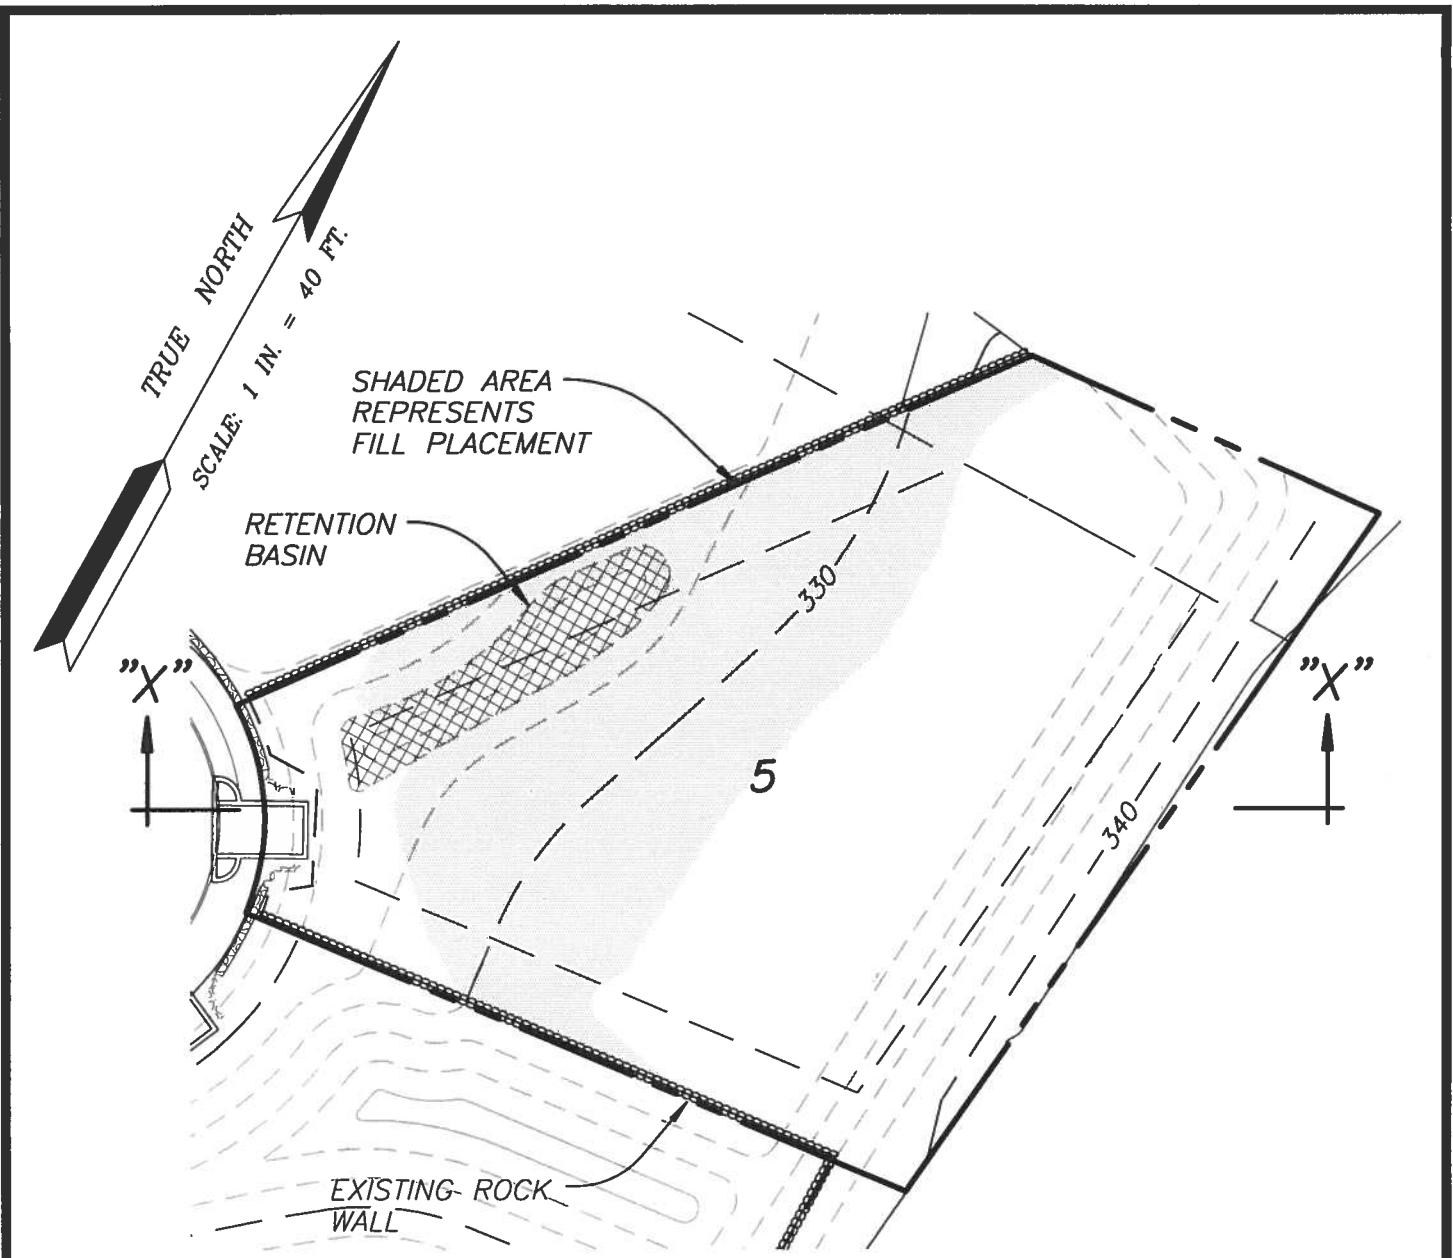 TRUE NORTH
SCALE: 1 IN. = 40 FT.
SHADED AREA
REPRESENTS
FILL PLACEMENT
RETENTION
BASIN
330
"X"
"X"
5
340
EXISTING ROCK
WALL